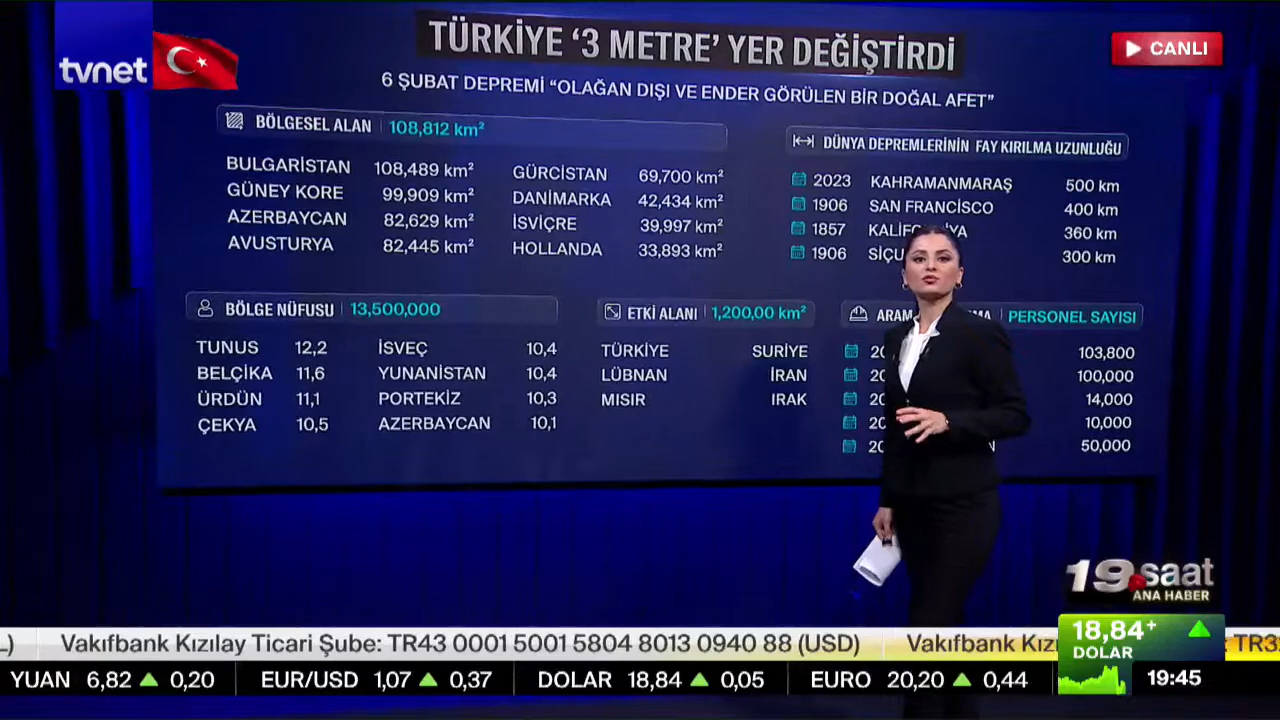 tvnet
TÜRKİYE ‘3 METRE’ YER DEĞİŞTİRDİ
CANLI
6 ŞUBAT DEPREMİ “OLAĞAN DIŞI VE ENDER GÖRÜLEN BİR DOĞAL AFET”
BÖLGESEL ALAN 108,812 km²
BULGARİSTAN 108,489 km² GÜRCİSTAN 69,700 km²
GÜNEY KORE 99,909 km² DANİMARKA 42,434 km²
AZERBAYCAN 82,629 km² İSVİÇRE 39,997 km²
AVUSTURYA 82,445 km² HOLLANDA 33,893 km²
DÜNYA DEPREMLERİNİN FAY KIRILMA UZUNLUĞU
2023 KAHRAMANMARAŞ 500 km
1906 SAN FRANCISCO 400 km
1857 360 km
1906 300 km
BÖLGE NÜFUSU 13,500,000
TUNUS 12,2 İSVEÇ 10,4
BELÇİKA 11,6 YUNANİSTAN 10,4
ÜRDÜN 11,1 PORTEKİZ 10,3
ÇEKYA 10,5 AZERBAYCAN 10,1
ETKİ ALANI 1,200,00 km²
TÜRKİYE SURİYE
LÜBNAN İRAN
MISIR IRAK
PERSONEL SAYISI
103,800
100,000
14,000
10,000
50,000
19.saat
ANA HABER
Vakıfbank Kızılay Ticari Şube: TR43 0001 5001 5804 8013 0940 88 (USD) Vakıfbank
18,84+
DOLAR
YUAN 6,82 0,20 EUR/USD 1,07 0,37 DOLAR 18,84 0,05 EURO 20,20 0,44 19:45